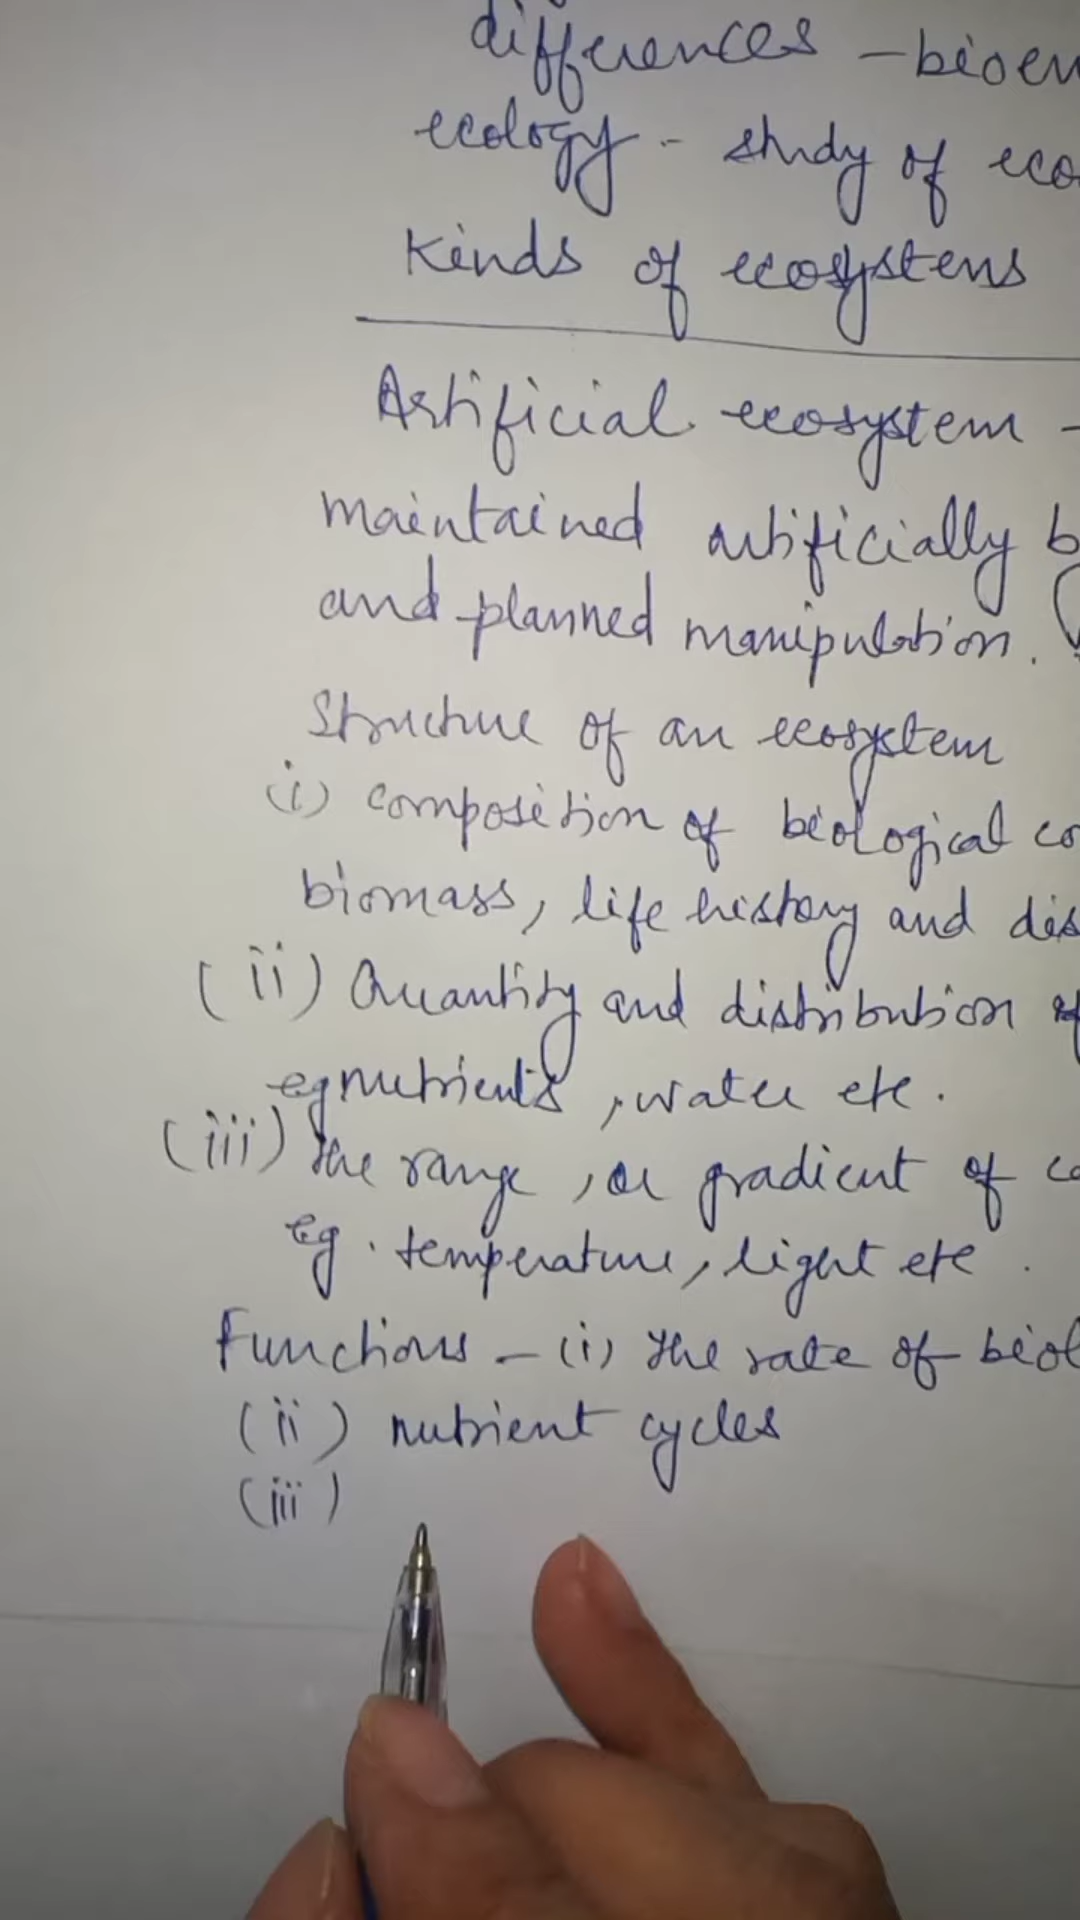 differences - bioen
ecology - study of eco
Kinds of ecosystems
Artificial ecosystem -
maintained artificially b
and planned manipulation.
Structure of an ecosystem
(i) composition of biological co
biomass, life history and dis
(ii) Quantity and distribution of
eg nutrients, water etc.
(iii) The range, or gradient of co
eg. temperature, light etc.
Functions - (i) The rate of biol
(ii) nutrient cycles
(iii)